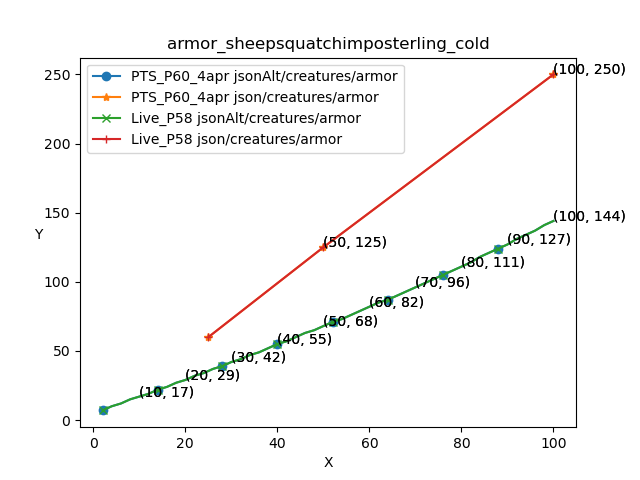 armor_sheepsquatchimposterling_cold
PTS_P60_4apr jsonAlt/creatures/armor
PTS_P60_4apr json/creatures/armor
Live_P58 jsonAlt/creatures/armor
Live_P58 json/creatures/armor
(100, 250)
(50, 125)
(100, 144)
(90, 127)
(80, 111)
(70, 96)
(60, 82)
(50, 68)
(40, 55)
(30, 42)
(20, 29)
(10, 17)
250
200
150
100
50
0
Y
0 20 40 60 80 100
X